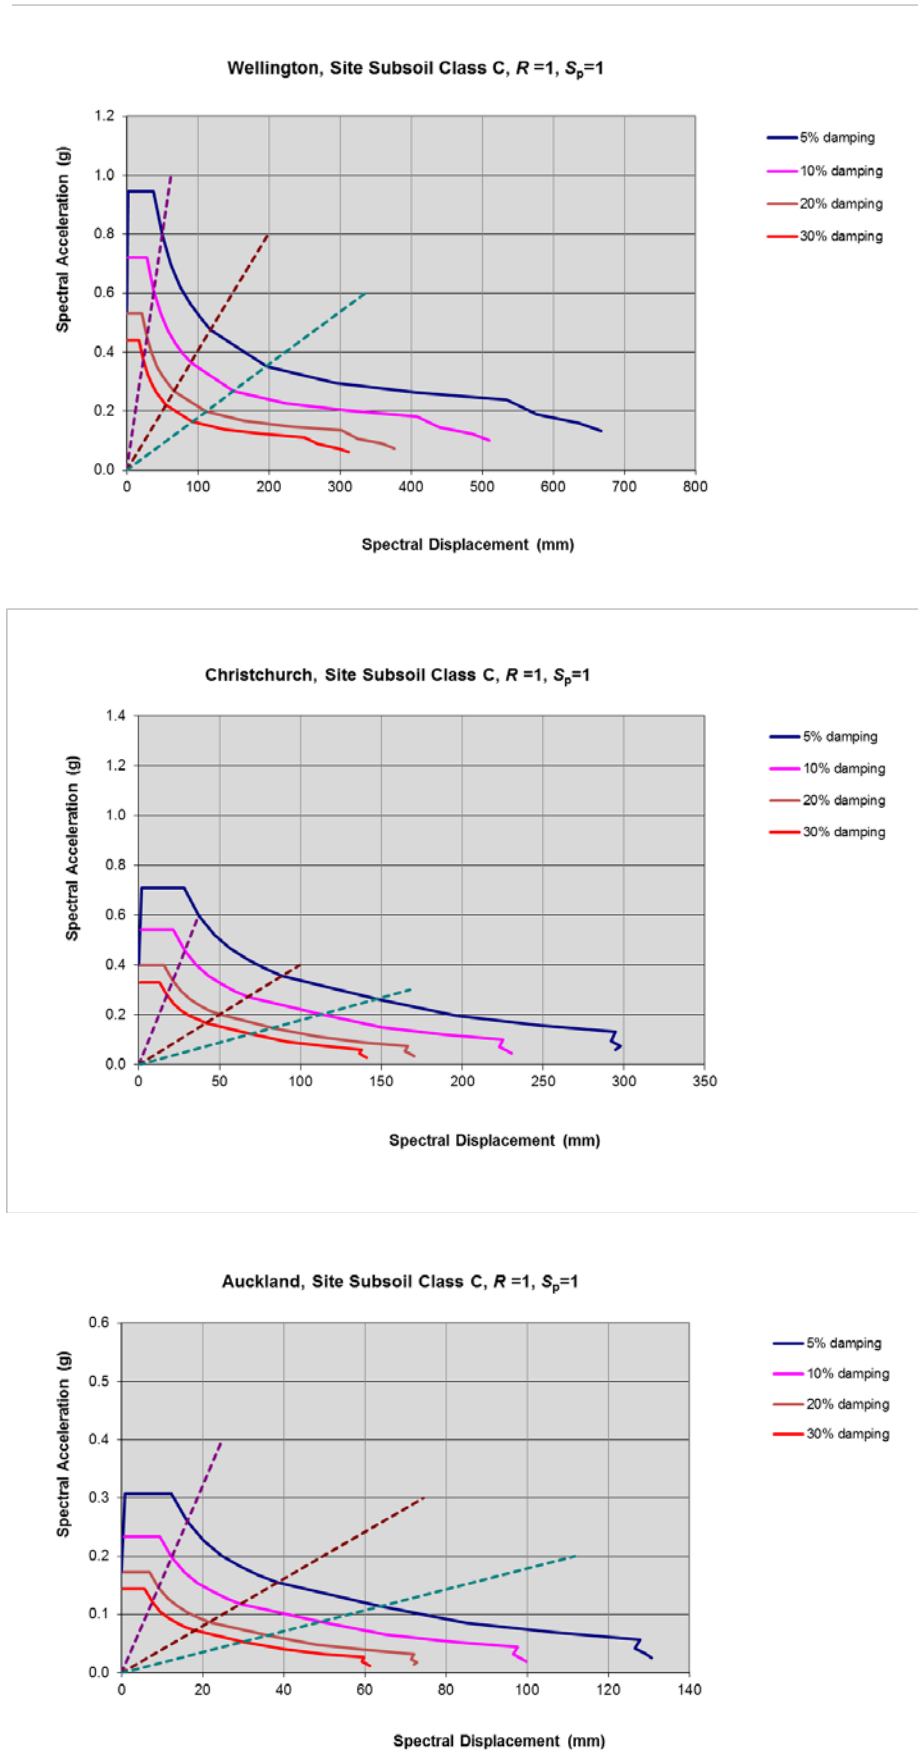 Wellington, Site Subsoil Class C, R =1, Sp=1
Spectral Acceleration (g)
1.2
1.0
0.8
0.6
0.4
0.2
0.0
0 100 200 300 400 500 600 700 800
Spectral Displacement (mm)
5% damping
10% damping
20% damping
30% damping
Christchurch, Site Subsoil Class C, R =1, Sp=1
Spectral Acceleration (g)
1.4
1.2
1.0
0.8
0.6
0.4
0.2
0.0
0 50 100 150 200 250 300 350
Spectral Displacement (mm)
5% damping
10% damping
20% damping
30% damping
Auckland, Site Subsoil Class C, R =1, Sp=1
Spectral Acceleration (g)
0.6
0.5
0.4
0.3
0.2
0.1
0.0
0 20 40 60 80 100 120 140
Spectral Displacement (mm)
5% damping
10% damping
20% damping
30% damping